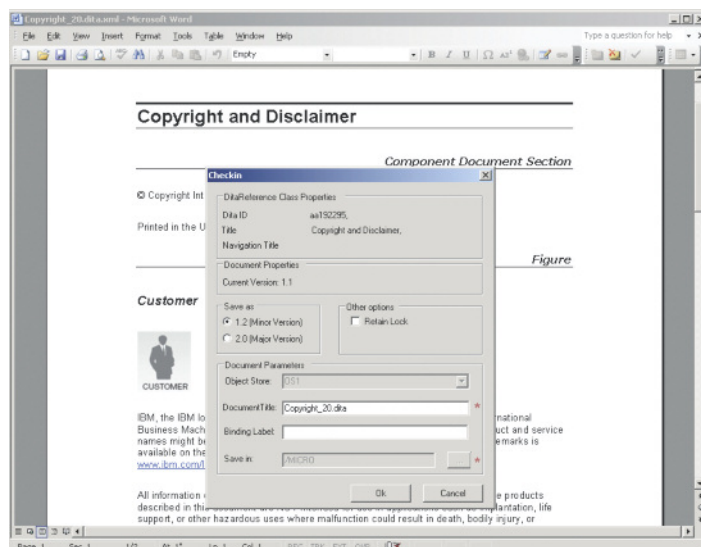 Copyright_20.dita.xml - Microsoft Word
File Edit View Insert Format Tools Table Window Help
Type a question for help
Empty
B I U
Copyright and Disclaimer
Component Document Section
Checkin
© Copyright Int
DitaReference Class Properties
Dita ID aa192295,
Printed in the U
Title Copyright and Disclaimer,
Navigation Title
Figure
Document Properties
Current Version: 1.1
Customer
Save as
Other options
1.2 (Minor Version)
Retain Lock
2.0 (Major Version)
Document Parameters
Object Store: OS1
CUSTOMER
DocumentTitle: Copyright_20.dita *
IBM, the IBM lo
national
Business Mach
uct and service
Binding Label:
names might be
emarks is
available on the
Save in: /MICRO ... *
www.ibm.com/l
Ok Cancel
All information
e products
described in this
plantation, life
support, or other hazardous uses where malfunction could result in death, bodily injury, or